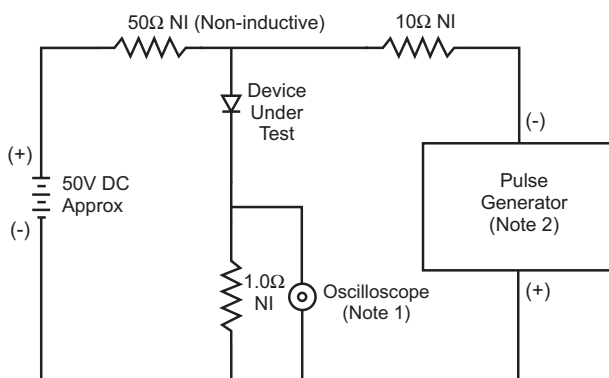 50Ω NI (Non-inductive)
10Ω NI
Device
Under
Test
(+)
50V DC
Approx
(-)
(-)
Pulse
Generator
(Note 2)
(+)
1.0Ω
NI
Oscilloscope
(Note 1)